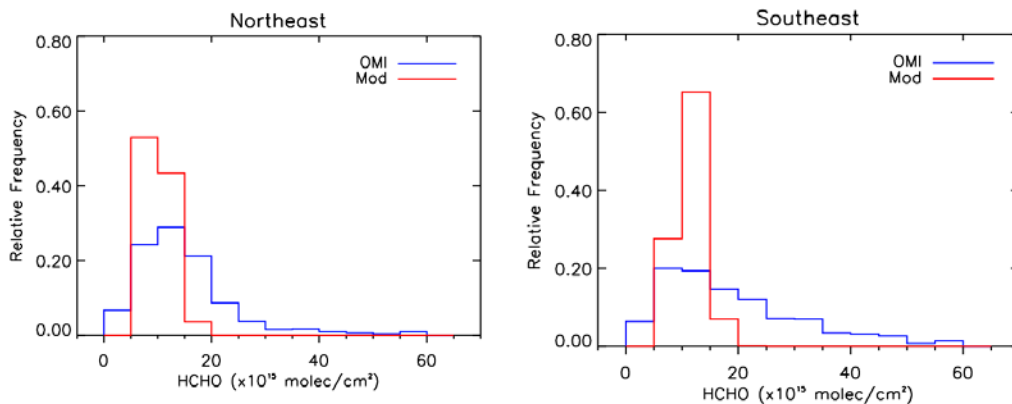 Northeast
0.80
0.60
0.40
0.20
0.00
Relative Frequency
OMI
Mod
0
20
40
60
HCHO (x10¹⁵ molec/cm²)
Southeast
0.80
0.60
0.40
0.20
0.00
Relative Frequency
OMI
Mod
0
20
40
60
HCHO (x10¹⁵ molec/cm²)